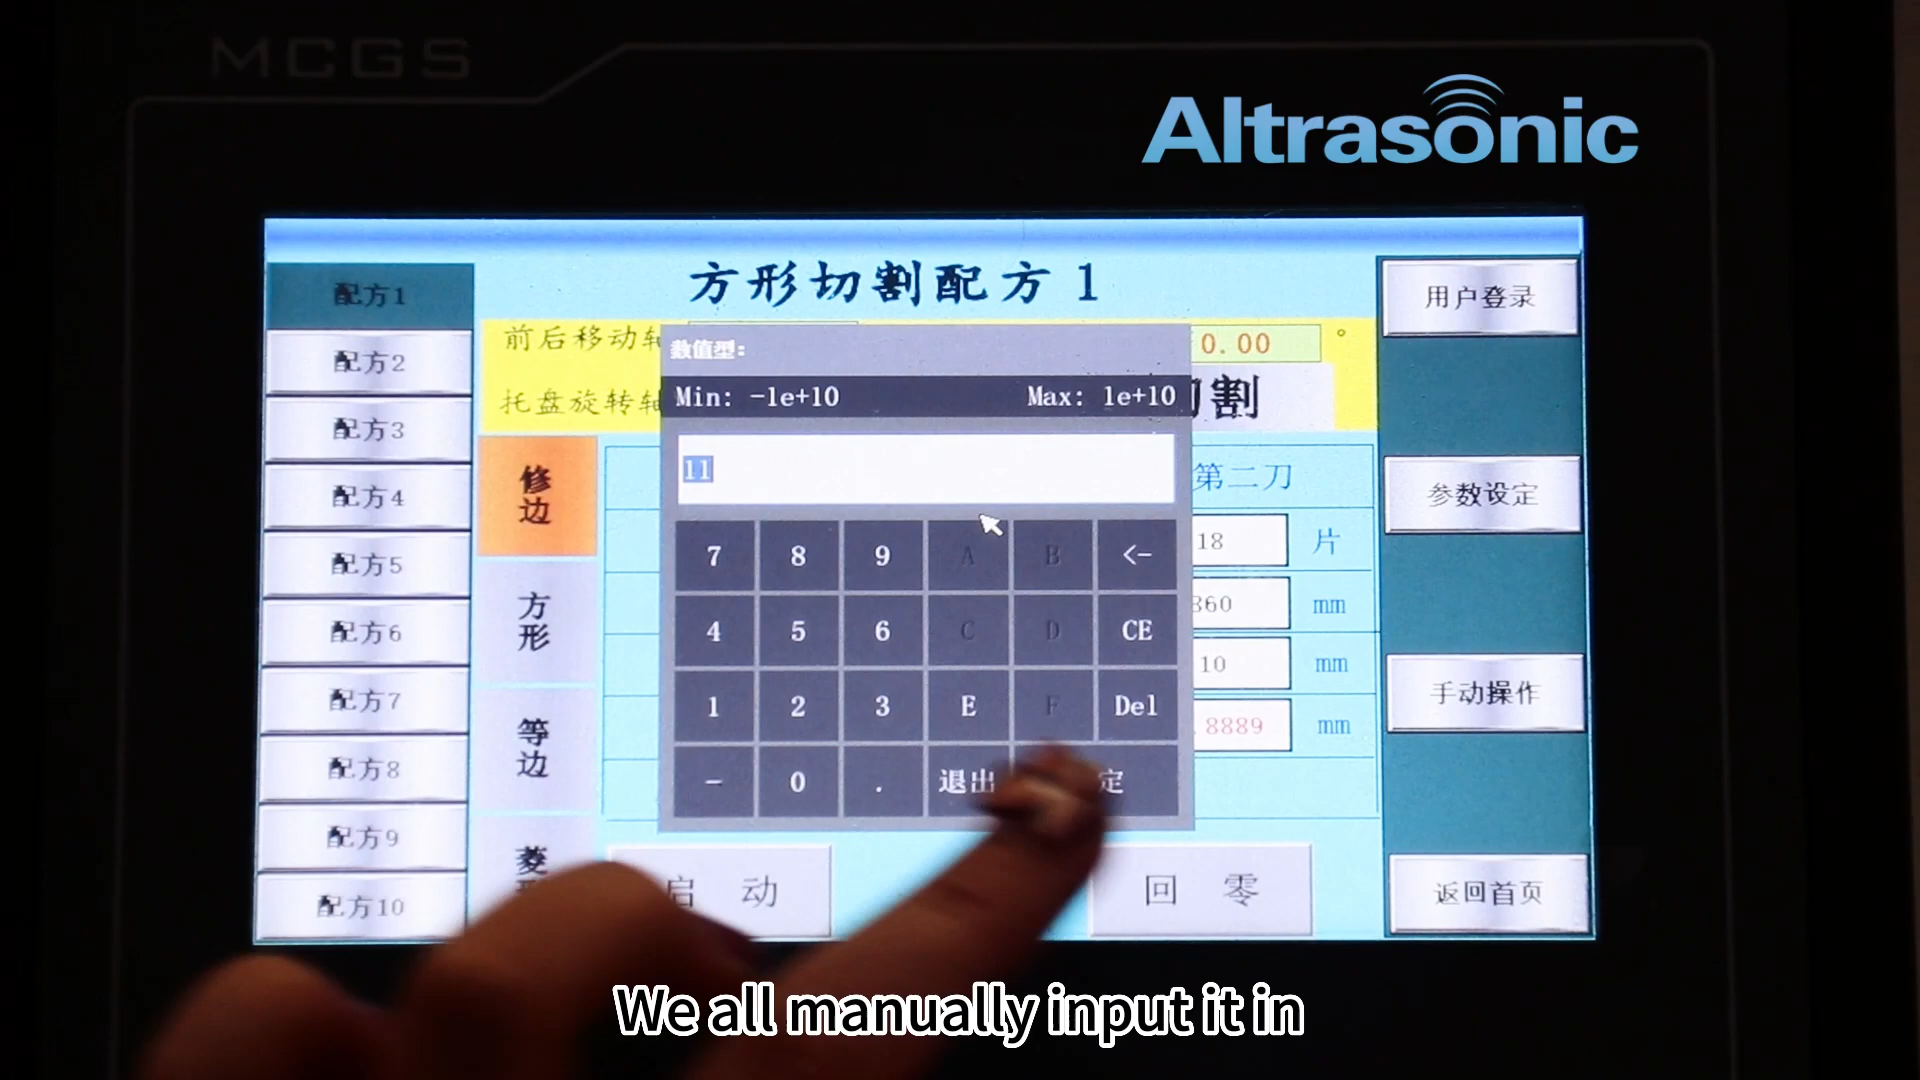 MCGS
Altrasonic
方形切割配方 1
用户登录
参数设定
手动操作
返回首页
配方1
配方2
配方3
配方4
配方5
配方6
配方7
配方8
配方9
配方10
前后移动轴
0.00 °
托盘旋转轴
割
修边
方形
等边
菱
第二刀
18 片
860 mm
10 mm
8889 mm
数值型:
Min: -1e+10 Max: 1e+10
11
7 8 9 A B <-
4 5 6 C D CE
1 2 3 E F Del
- 0 . 退出 定
启 动
回 零
We all manually input it in